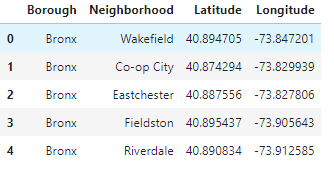 Borough Neighborhood Latitude Longitude
0 Bronx Wakefield 40.894705 -73.847201
1 Bronx Co-op City 40.874294 -73.829939
2 Bronx Eastchester 40.887556 -73.827806
3 Bronx Fieldston 40.895437 -73.905643
4 Bronx Riverdale 40.890834 -73.912585